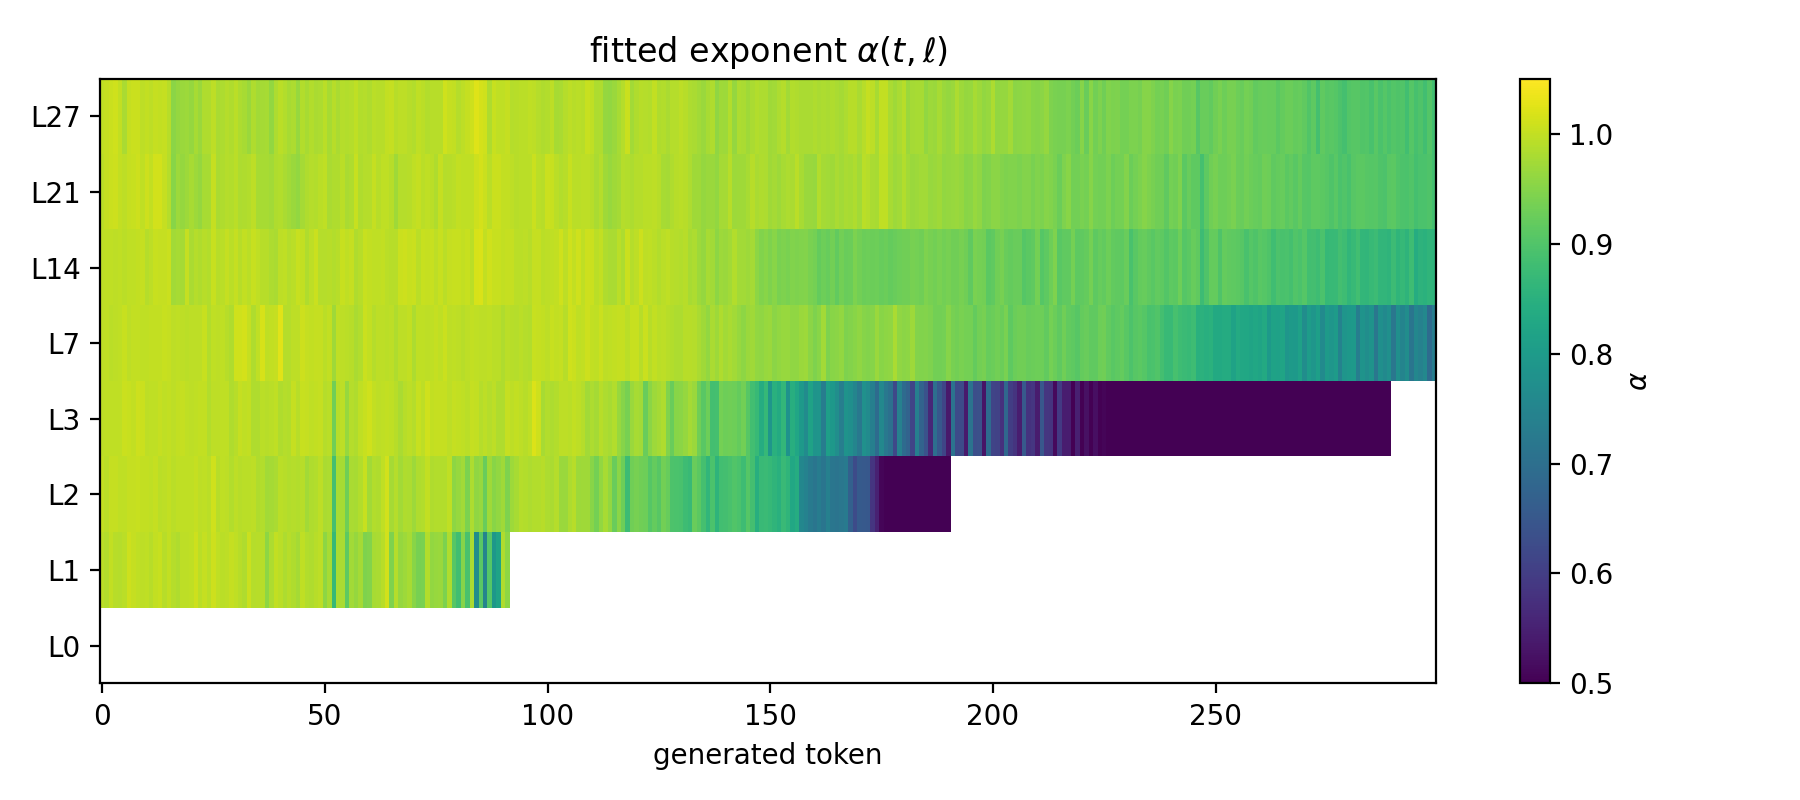 fitted exponent α(t, ℓ)
L27
L21
L14
L7
L3
L2
L1
L0
0 50 100 150 200 250
generated token
1.0
0.9
0.8
0.7
0.6
0.5
α